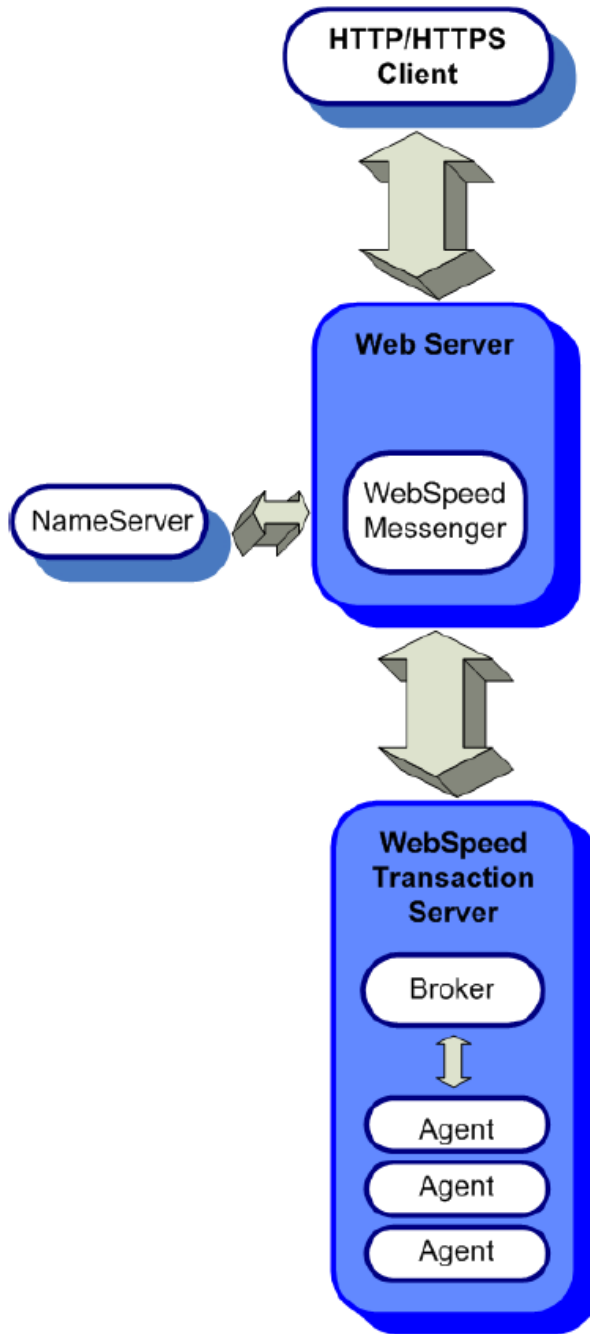 HTTP/HTTPS
Client
Web Server
WebSpeed
Messenger
NameServer
WebSpeed
Transaction
Server
Broker
Agent
Agent
Agent